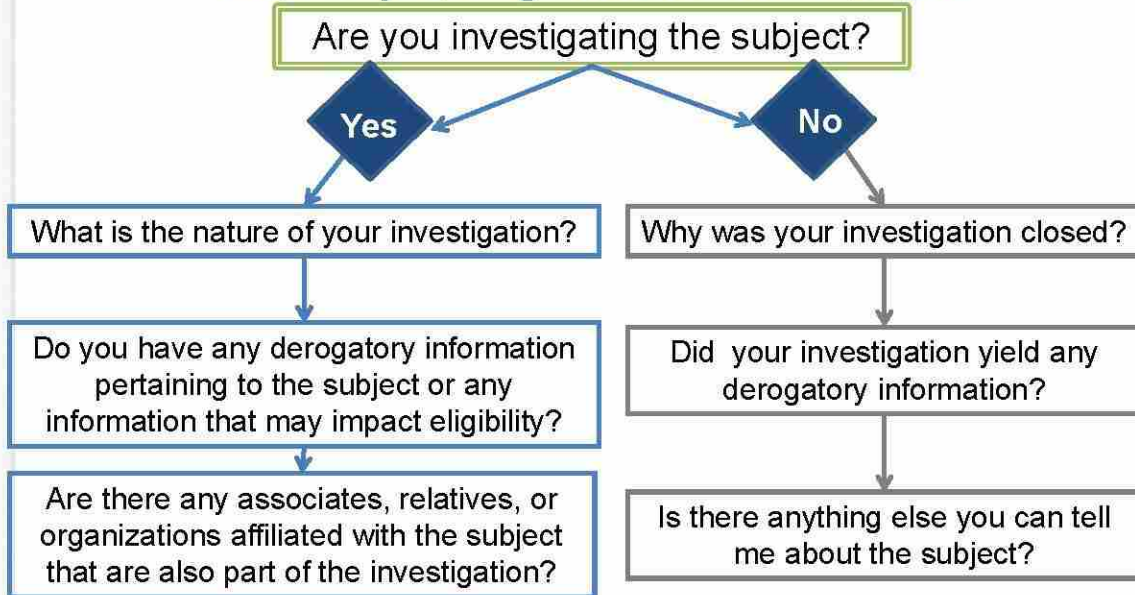 Are you investigating the subject?
Yes
No
What is the nature of your investigation?
Why was your investigation closed?
Do you have any derogatory information
pertaining to the subject or any
information that may impact eligibility?
Did  your investigation yield any
derogatory information?
Are there any associates, relatives, or
organizations affiliated with the subject
that are also part of the investigation?
Is there anything else you can tell
me about the subject?